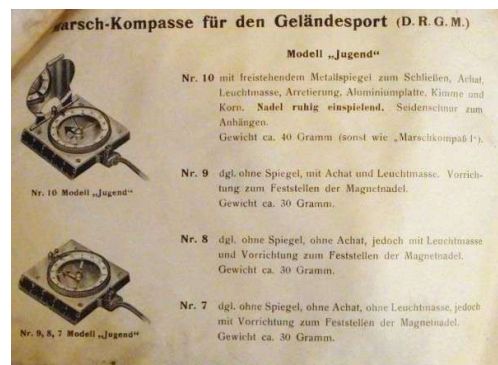 Marsch-Kompasse für den Geländesport (D. R. G. M.)
Modell „Jugend“
Nr. 10 mit freistehendem Metallspiegel zum Schließen, Achat,
Leuchtmasse, Arretierung, Aluminiumplatte, Kimme und
Korn. Nadel ruhig einspielend. Seidenschnur zum
Anhängen.
Gewicht ca. 40 Gramm (sonst wie „Marschkompaß I“).
Nr. 10 Modell „Jugend“
Nr. 9 dgl. ohne Spiegel, mit Achat und Leuchtmasse. Vorrich-
tung zum Feststellen der Magnetnadel.
Gewicht ca. 30 Gramm.
Nr. 8 dgl. ohne Spiegel, ohne Achat, jedoch mit Leuchtmasse
und Vorrichtung zum Feststellen der Magnetnadel.
Gewicht ca. 30 Gramm.
Nr. 7 dgl. ohne Spiegel, ohne Achat, ohne Leuchtmasse, jedoch
mit Vorrichtung zum Feststellen der Magnetnadel.
Gewicht ca. 30 Gramm.
Nr. 9, 8, 7 Modell „Jugend“